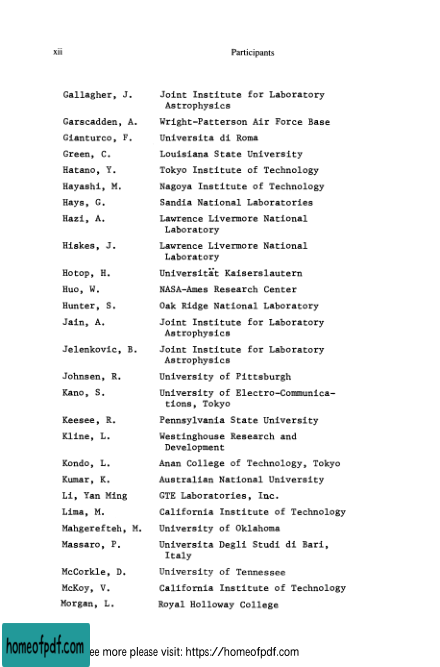 xii Participants
Gallagher, J. Joint Institute for Laboratory
Astrophysics
Garscadden, A. Wright-Patterson Air Force Base
Gianturco, F. Universita di Roma
Green, C. Louisiana State University
Hatano, Y. Tokyo Institute of Technology
Hayashi, M. Nagoya Institute of Technology
Hays, G. Sandia National Laboratories
Hazi, A. Lawrence Livermore National
Laboratory
Hiskes, J. Lawrence Livermore National
Laboratory
Hotop, H. Universität Kaiserslautern
Huo, W. NASA-Ames Research Center
Hunter, S. Oak Ridge National Laboratory
Jain, A. Joint Institute for Laboratory
Astrophysics
Jelenkovic, B. Joint Institute for Laboratory
Astrophysics
Johnsen, R. University of Pittsburgh
Kano, S. University of Electro-Communica-
tions, Tokyo
Keesee, R. Pennsylvania State University
Kline, L. Westinghouse Research and
Development
Kondo, L. Anan College of Technology, Tokyo
Kumar, K. Australian National University
Li, Yan Ming GTE Laboratories, Inc.
Lima, M. California Institute of Technology
Mahgerefteh, M. University of Oklahoma
Massaro, P. Universita Degli Studi di Bari,
Italy
McCorkle, D. University of Tennessee
McKoy, V. California Institute of Technology
Morgan, L. Royal Holloway College
homeofpdf.com ee more please visit: https://homeofpdf.com